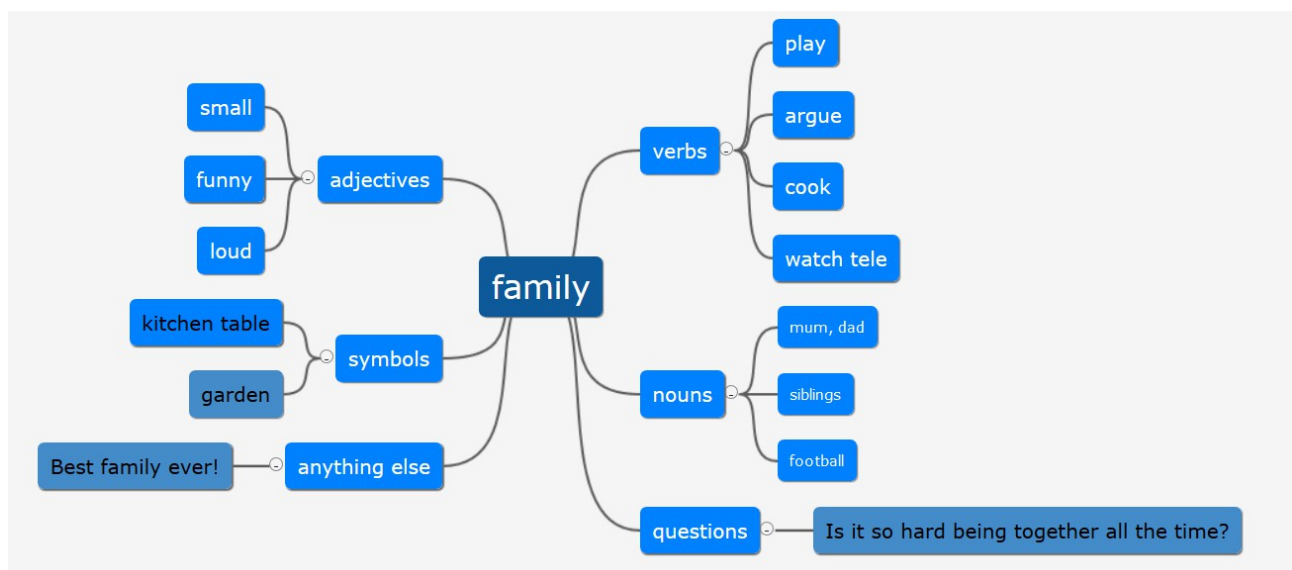 family
adjectives
small
funny
loud
symbols
kitchen table
garden
anything else
Best family ever!
verbs
play
argue
cook
watch tele
nouns
mum, dad
siblings
football
questions
Is it so hard being together all the time?